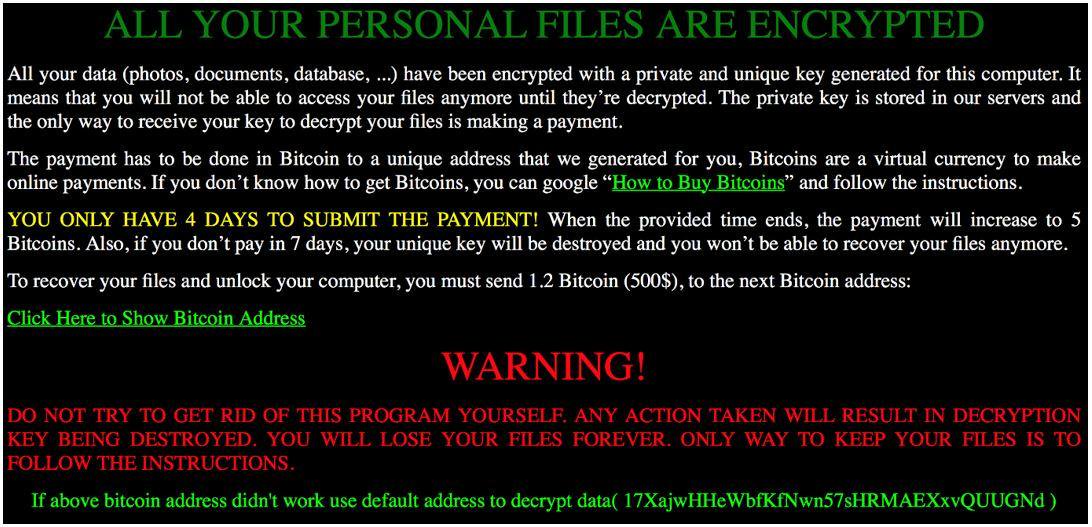 ALL YOUR PERSONAL FILES ARE ENCRYPTED
All your data (photos, documents, database, ...) have been encrypted with a private and unique key generated for this computer. It
means that you will not be able to access your files anymore until they’re decrypted. The private key is stored in our servers and
the only way to receive your key to decrypt your files is making a payment.
The payment has to be done in Bitcoin to a unique address that we generated for you, Bitcoins are a virtual currency to make
online payments. If you don’t know how to get Bitcoins, you can google “How to Buy Bitcoins” and follow the instructions.
YOU ONLY HAVE 4 DAYS TO SUBMIT THE PAYMENT! When the provided time ends, the payment will increase to 5
Bitcoins. Also, if you don’t pay in 7 days, your unique key will be destroyed and you won’t be able to recover your files anymore.
To recover your files and unlock your computer, you must send 1.2 Bitcoin (500$), to the next Bitcoin address:
Click Here to Show Bitcoin Address
WARNING!
DO NOT TRY TO GET RID OF THIS PROGRAM YOURSELF. ANY ACTION TAKEN WILL RESULT IN DECRYPTION
KEY BEING DESTROYED. YOU WILL LOSE YOUR FILES FOREVER. ONLY WAY TO KEEP YOUR FILES IS TO
FOLLOW THE INSTRUCTIONS.
If above bitcoin address didn't work use default address to decrypt data( 17XajwHHeWbfKfNwn57sHRMAEXxvQUUGNd )